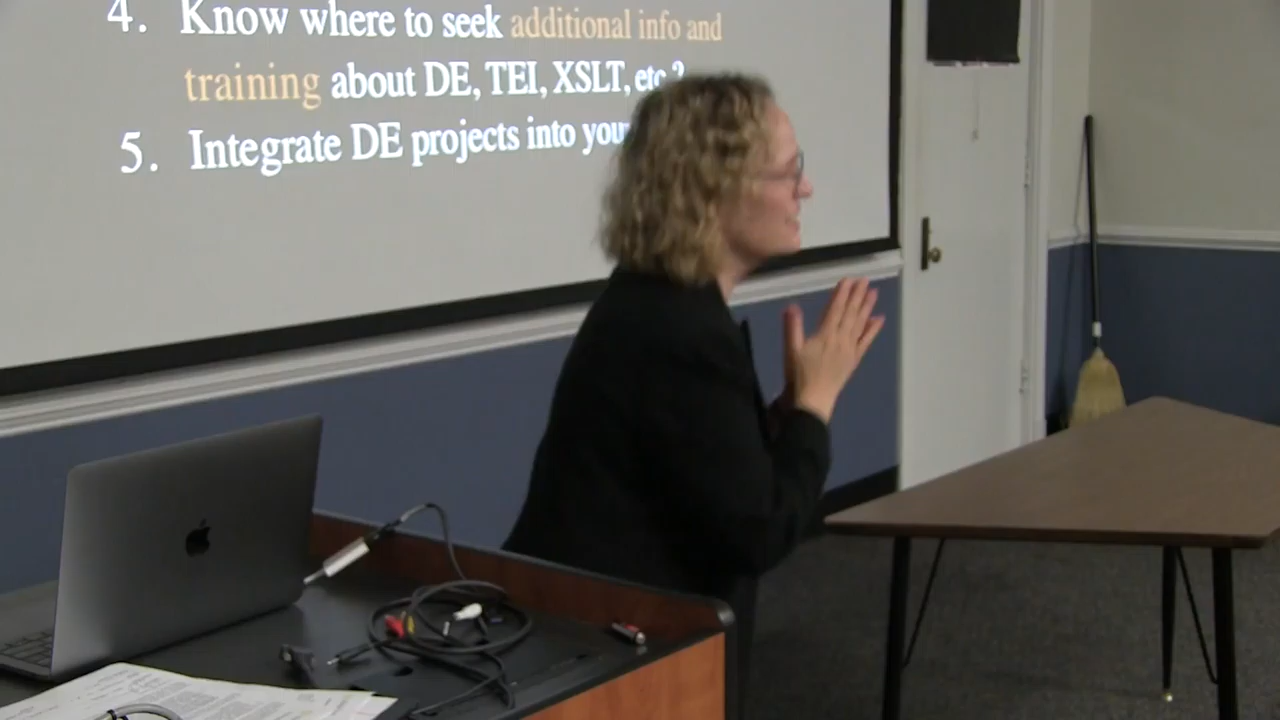 4. Know where to seek additional info and
training about DE, TEI, XSLT, etc.?
5. Integrate DE projects into your